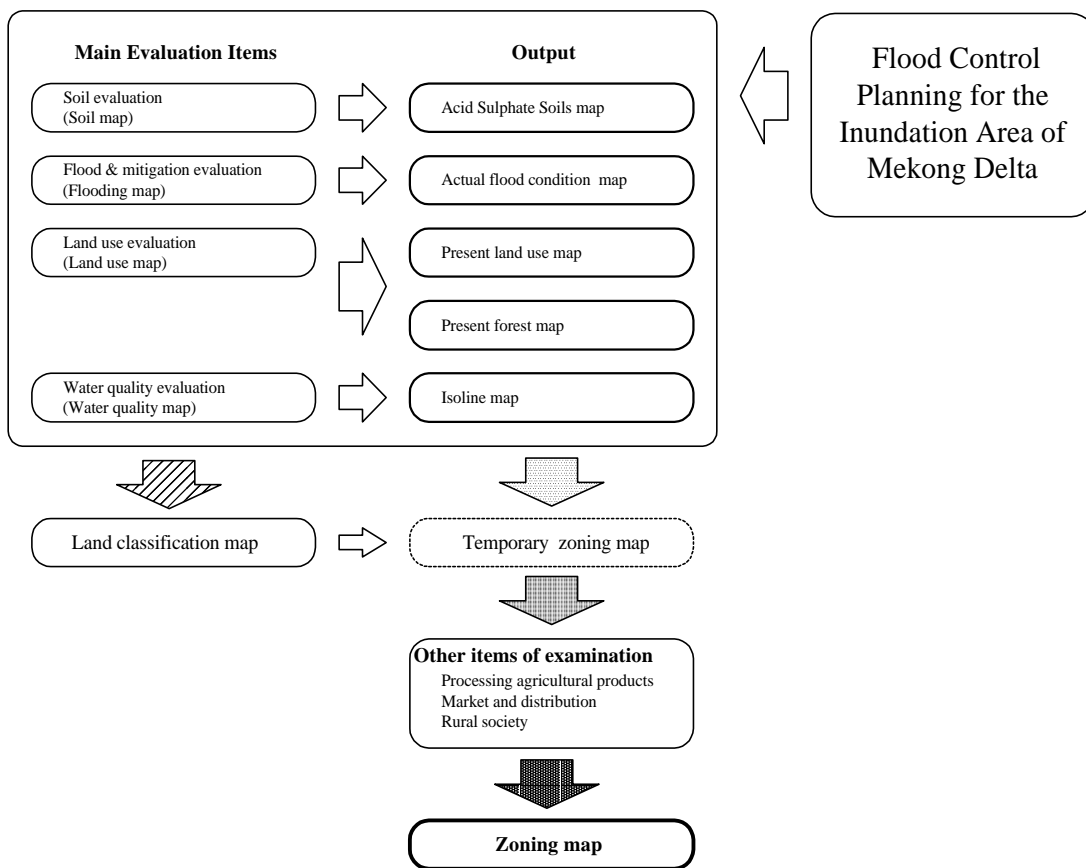 Main Evaluation Items
Output
Soil evaluation
(Soil map)
Acid Sulphate Soils map
Flood & mitigation evaluation
(Flooding map)
Actual flood condition map
Land use evaluation
(Land use map)
Present land use map
Present forest map
Water quality evaluation
(Water quality map)
Isoline map
Flood Control
Planning for the
Inundation Area of
Mekong Delta
Land classification map
Temporary zoning map
Other items of examination
Processing agricultural products
Market and distribution
Rural society
Zoning map